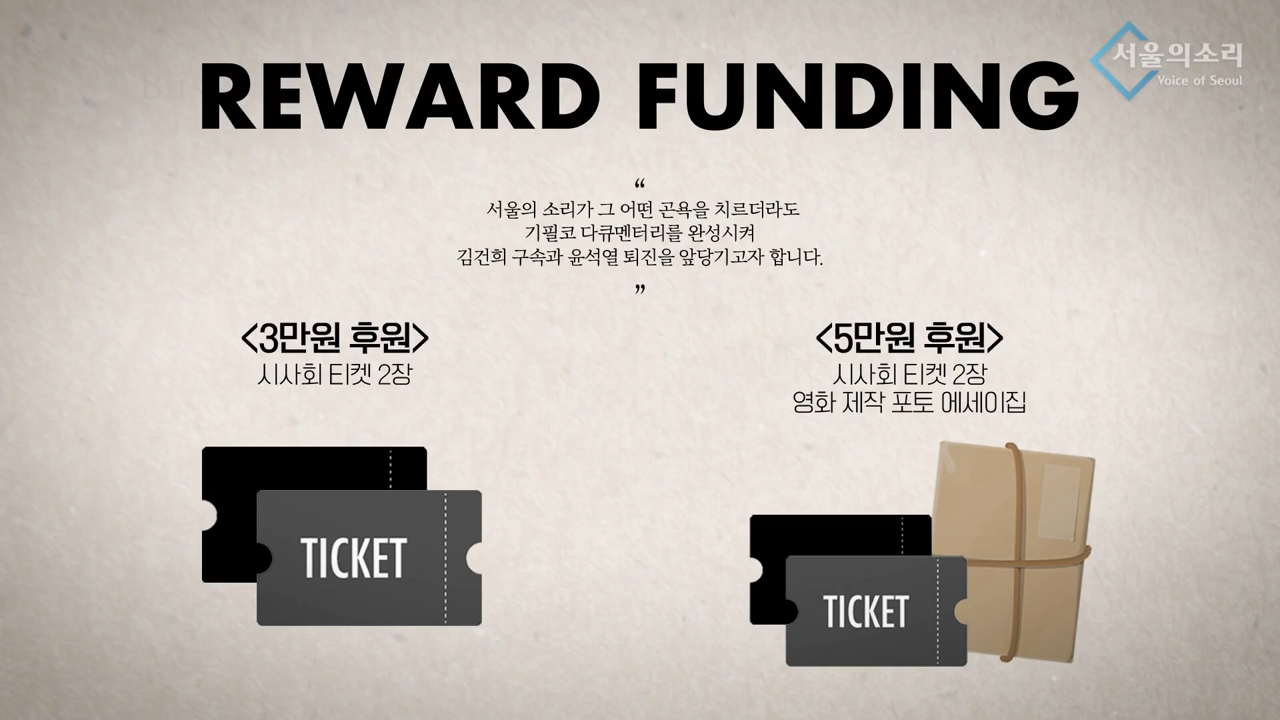 서울의소리
Voice of Seoul
REWARD FUNDING
“
서울의 소리가 그 어떤 곤욕을 치르더라도
기필코 다큐멘터리를 완성시켜
김건희 구속과 윤석열 퇴진을 앞당기고자 합니다.
”
<3만원 후원>
시사회 티켓 2장
TICKET
<5만원 후원>
시사회 티켓 2장
영화 제작 포토 에세이집
TICKET